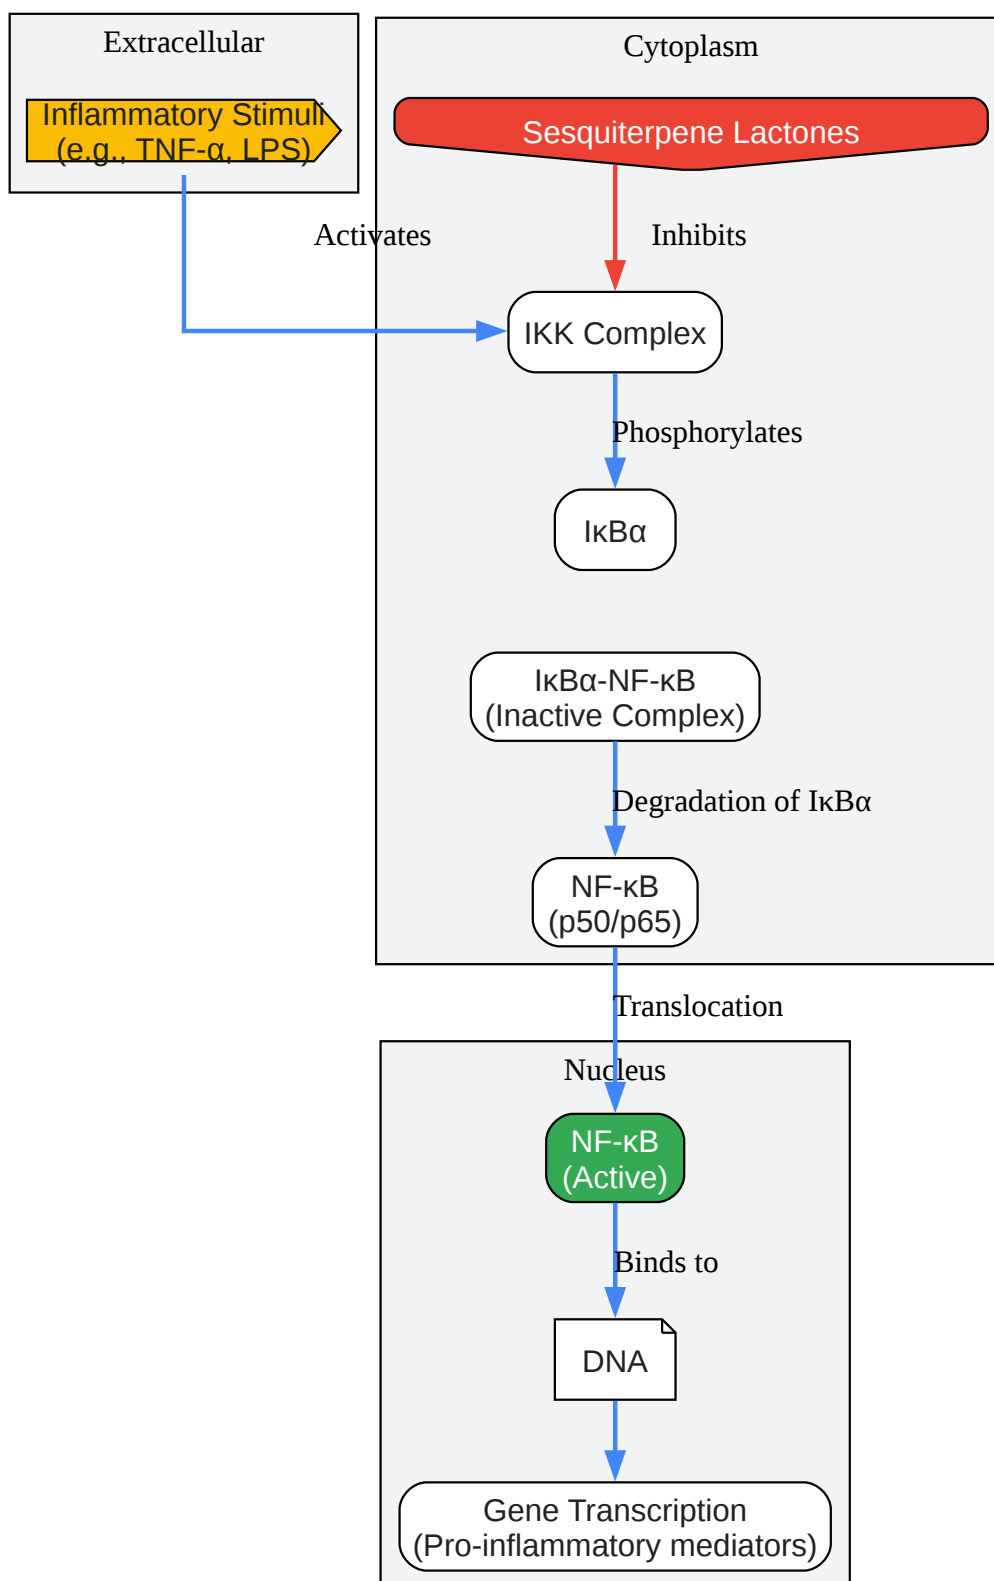 Extracellular
Cytoplasm
Inflammatory Stimuli
(e.g., TNF-α, LPS)
Sesquiterpene Lactones
Activates
Inhibits
IKK Complex
Phosphorylates
IκBα
IκBα-NF-κB
(Inactive Complex)
Degradation of IκBα
NF-κB
(p50/p65)
Translocation
Nucleus
NF-κB
(Active)
Binds to
DNA
Gene Transcription
(Pro-inflammatory mediators)